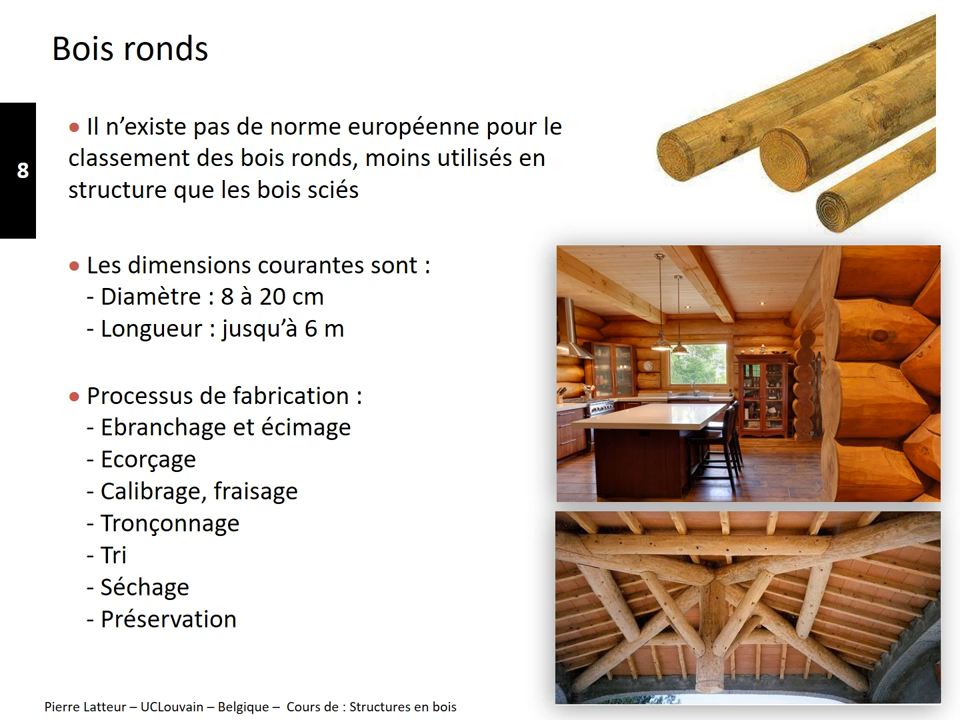 Bois ronds
8
• Il n’existe pas de norme européenne pour le
classement des bois ronds, moins utilisés en
structure que les bois sciés
• Les dimensions courantes sont :
- Diamètre : 8 à 20 cm
- Longueur : jusqu’à 6 m
• Processus de fabrication :
- Ebranchage et écimage
- Ecorçage
- Calibrage, fraisage
- Tronçonnage
- Tri
- Séchage
- Préservation
Pierre Latteur – UCLouvain – Belgique – Cours de : Structures en bois